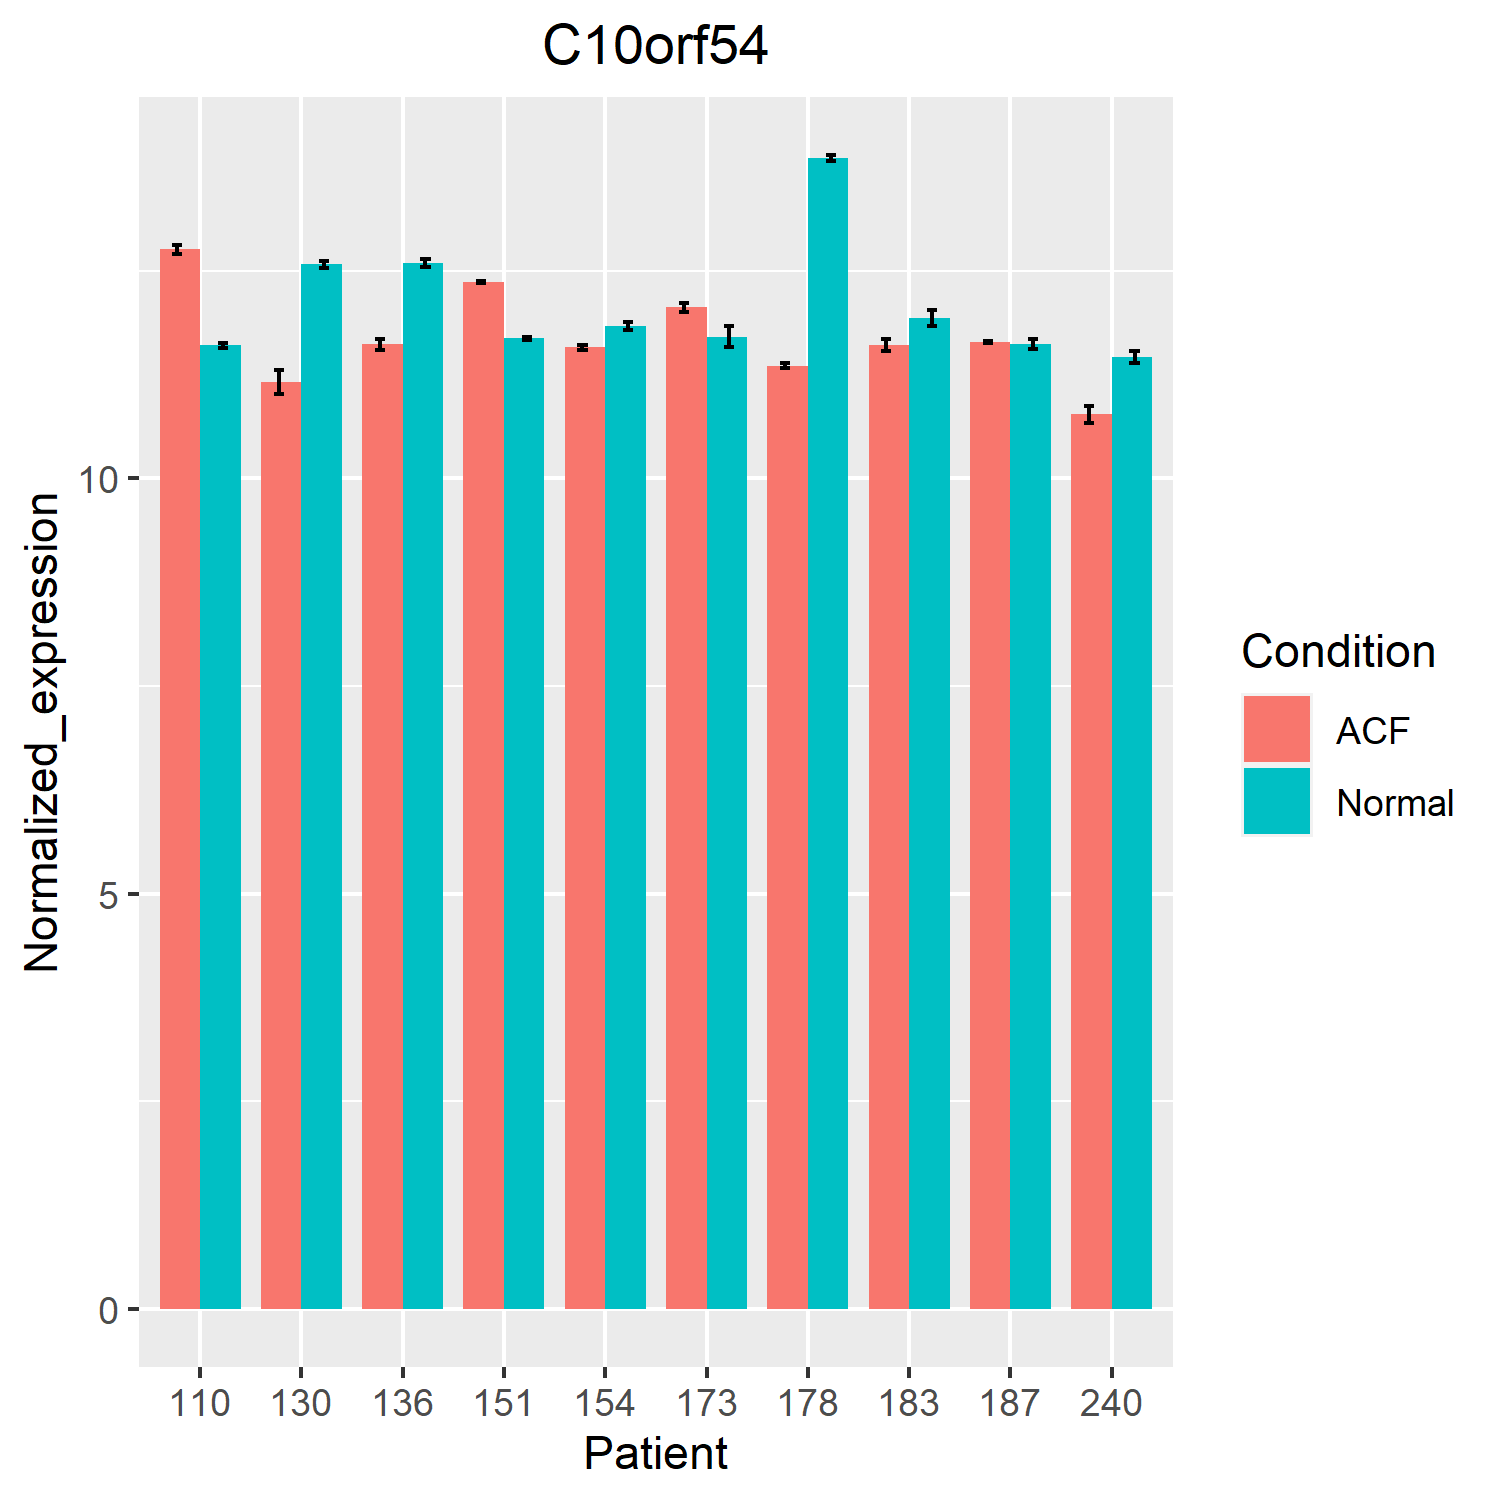 C10orf54
Normalized_expression
10
5
0
110 130 136 151 154 173 178 183 187 240
Patient
Condition
ACF
Normal